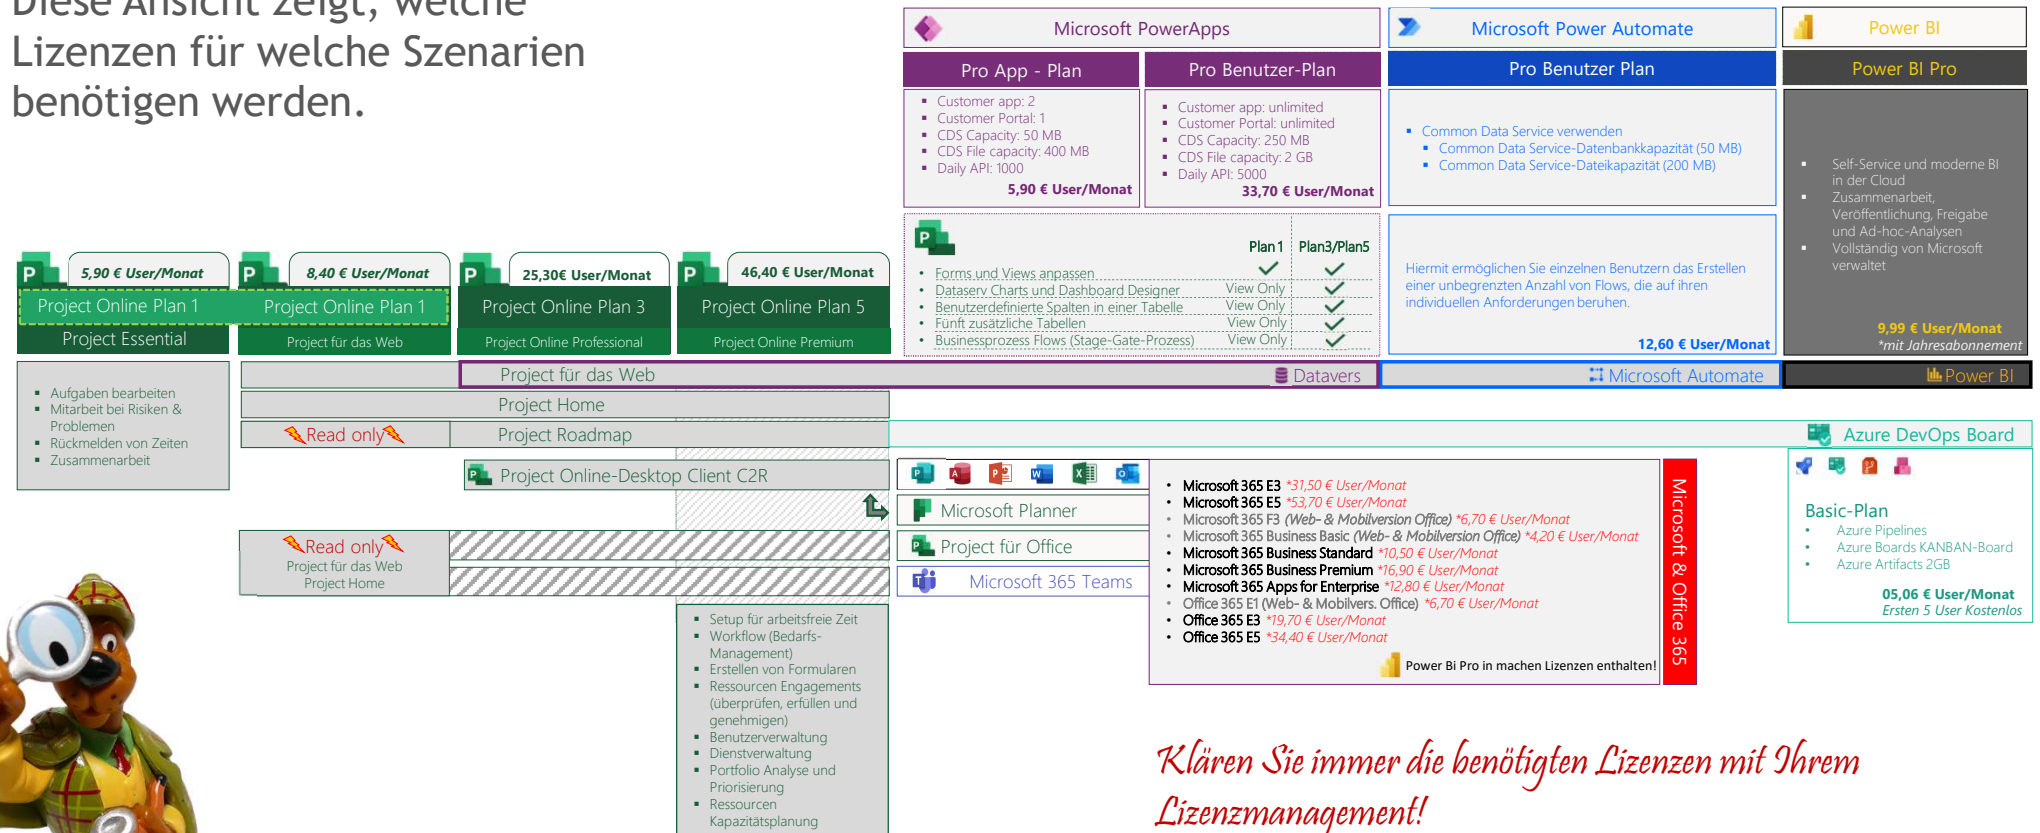 Diese Ansicht zeigt, welche
Lizenzen für welche Szenarien
benötigen werden.
Microsoft PowerApps
Pro App - Plan
Customer app: 2
Customer Portal: 1
CDS Capacity: 50 MB
CDS File capacity: 400 MB
Daily API: 1000
5,90 € User/Monat
Pro Benutzer-Plan
Customer app: unlimited
Customer Portal: unlimited
CDS Capacity: 250 MB
CDS File capacity: 2 GB
Daily API: 5000
33,70 € User/Monat
Microsoft Power Automate
Pro Benutzer Plan
Common Data Service verwenden
Common Data Service-Datenbankkapazität (50 MB)
Common Data Service-Dateikapazität (200 MB)
Hiermit ermöglichen Sie einzelnen Benutzern das Erstellen
einer unbegrenzten Anzahl von Flows, die auf ihren
individuellen Anforderungen beruhen.
12,60 € User/Monat
Power BI
Power BI Pro
Self-Service und moderne BI
in der Cloud
Zusammenarbeit,
Veröffentlichung, Freigabe
und Ad-hoc-Analysen
Vollständig von Microsoft
verwaltet
9,99 € User/Monat
*mit Jahresabonnement
Plan 1 Plan3/Plan5
Forms und Views anpassen
Dataserv Charts und Dashboard Designer View Only
Benutzerdefinierte Spalten in einer Tabelle View Only
Fünft zusätzliche Tabellen View Only
Businessprozess Flows (Stage-Gate-Prozess) View Only
5,90 € User/Monat
Project Online Plan 1
Project Essential
8,40 € User/Monat
Project Online Plan 1
Project für das Web
25,30€ User/Monat
Project Online Plan 3
Project Online Professional
46,40 € User/Monat
Project Online Plan 5
Project Online Premium
Project für das Web
Datavers
Microsoft Automate
Power BI
Aufgaben bearbeiten
Mitarbeit bei Risiken &
Problemen
Rückmelden von Zeiten
Zusammenarbeit
Project Home
Read only
Project Roadmap
Azure DevOps Board
Project Online-Desktop Client C2R
Microsoft Planner
Read only
Project für das Web
Project Home
Project für Office
Microsoft 365 Teams
Microsoft 365 E3 *31,50 € User/Monat
Microsoft 365 E5 *53,70 € User/Monat
Microsoft 365 F3 (Web- & Mobilversion Office) *6,70 € User/Monat
Microsoft 365 Business Basic (Web- & Mobilversion Office) *4,20 € User/Monat
Microsoft 365 Business Standard *10,50 € User/Monat
Microsoft 365 Business Premium *16,90 € User/Monat
Microsoft 365 Apps for Enterprise *12,80 € User/Monat
Office 365 E1 (Web- & Mobilvers. Office) *6,70 € User/Monat
Office 365 E3 *19,70 € User/Monat
Office 365 E5 *34,40 € User/Monat
Power Bi Pro in machen Lizenzen enthalten!
Microsoft & Office 365
Basic-Plan
Azure Pipelines
Azure Boards KANBAN-Board
Azure Artifacts 2GB
05,06 € User/Monat
Ersten 5 User Kostenlos
Setup für arbeitsfreie Zeit
Workflow (Bedarfs-
Management)
Erstellen von Formularen
Ressourcen Engagements
(überprüfen, erfüllen und
genehmigen)
Benutzerverwaltung
Dienstverwaltung
Portfolio Analyse und
Priorisierung
Ressourcen
Kapazitätsplanung
Klären Sie immer die benötigten Lizenzen mit Ihrem
Lizenzmanagement!